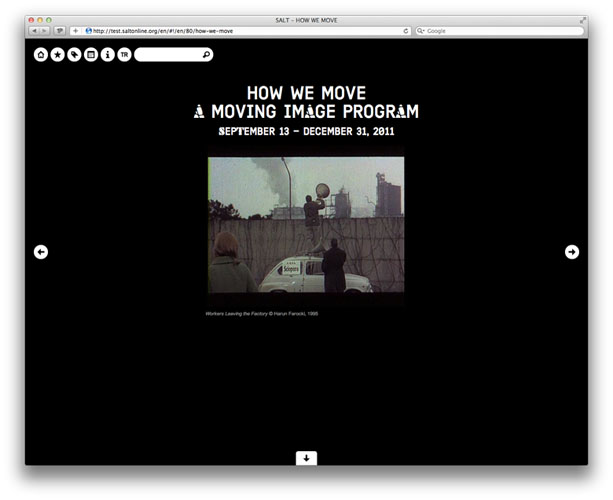 SALT - HOW WE MOVE
http://test.saltonline.org/en/#!/en/80/how-we-move
Google
TR
HOW WE MOVE
A MOVING IMAGE PROGRAM
SEPTEMBER 13 – DECEMBER 31, 2011
Workers Leaving the Factory © Harun Farocki, 1995